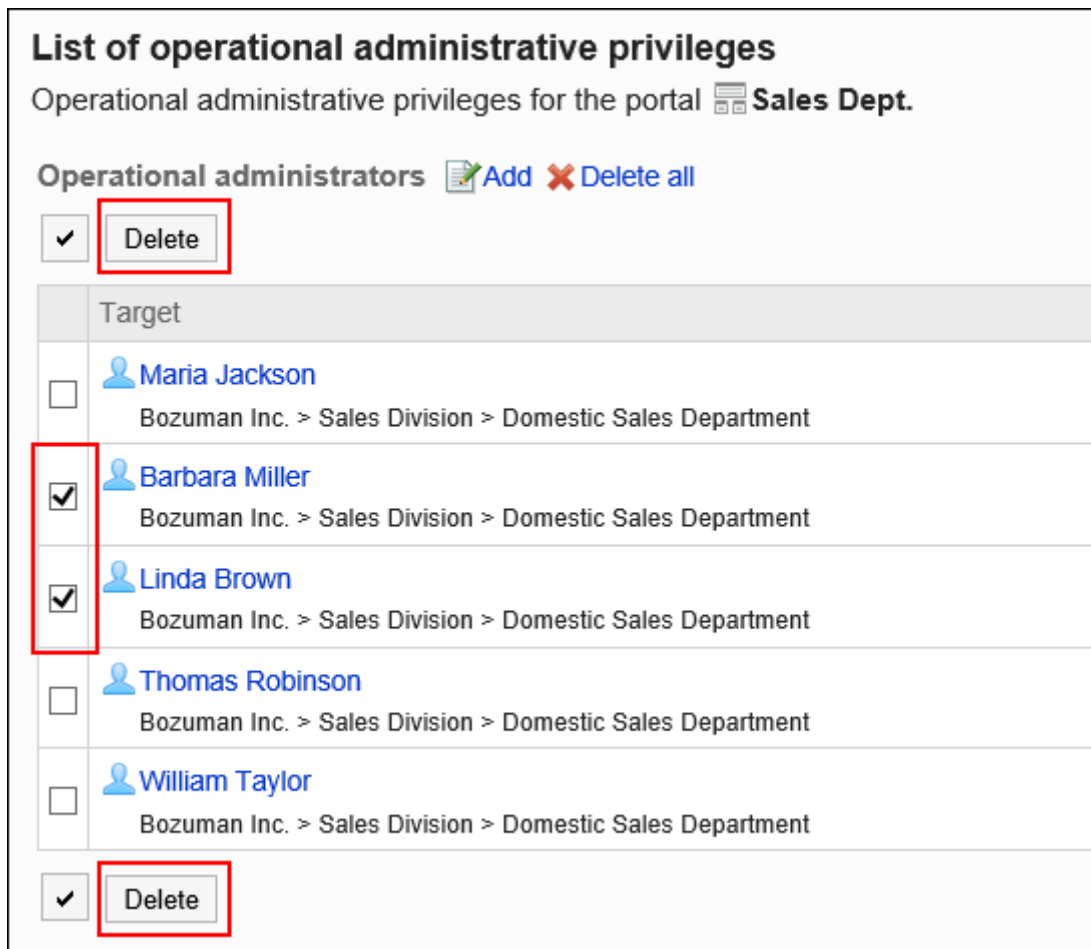 List of operational administrative privileges
Operational administrative privileges for the portal Sales Dept.
Operational administrators Add Delete all
Delete
Target
Maria Jackson
Bozuman Inc. > Sales Division > Domestic Sales Department
Barbara Miller
Bozuman Inc. > Sales Division > Domestic Sales Department
Linda Brown
Bozuman Inc. > Sales Division > Domestic Sales Department
Thomas Robinson
Bozuman Inc. > Sales Division > Domestic Sales Department
William Taylor
Bozuman Inc. > Sales Division > Domestic Sales Department
Delete